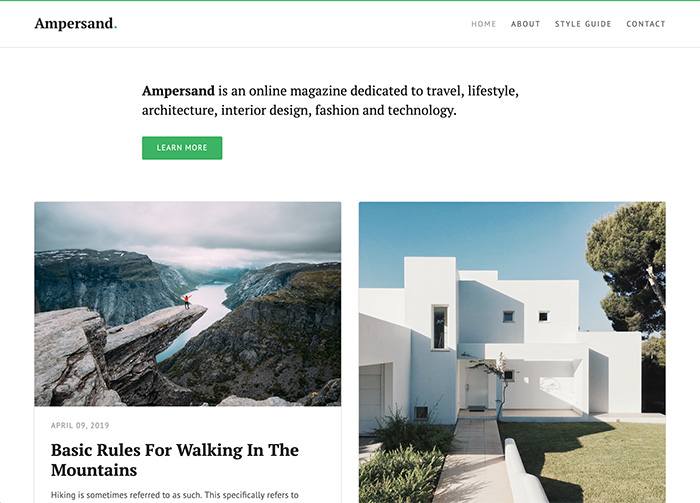 Ampersand.
HOME ABOUT STYLE GUIDE CONTACT
Ampersand is an online magazine dedicated to travel, lifestyle,
architecture, interior design, fashion and technology.
LEARN MORE
APRIL 09, 2019
Basic Rules For Walking In The
Mountains
Hiking is sometimes referred to as such. This specifically refers to